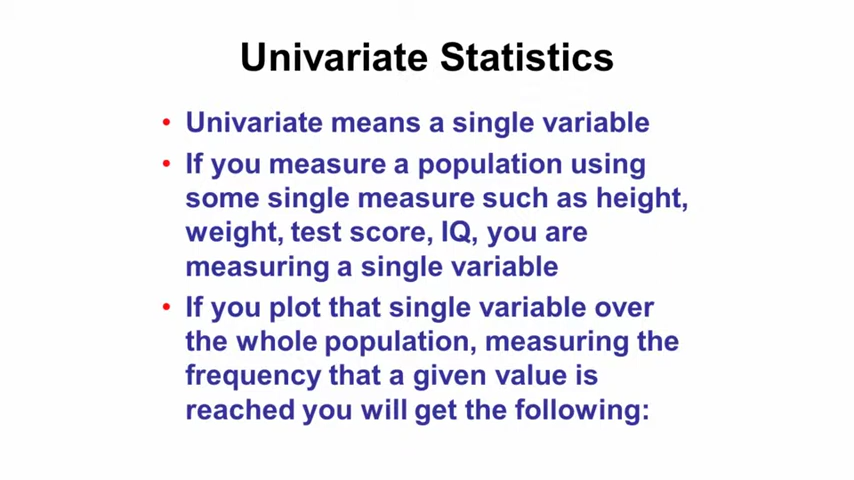 Univariate Statistics
• Univariate means a single variable
• If you measure a population using
some single measure such as height,
weight, test score, IQ, you are
measuring a single variable
• If you plot that single variable over
the whole population, measuring the
frequency that a given value is
reached you will get the following: